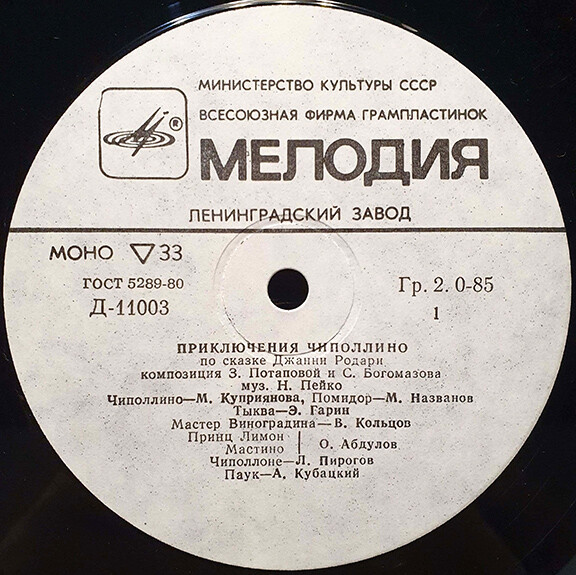 МИНИСТЕРСТВО КУЛЬТУРЫ СССР
ВСЕСОЮЗНАЯ ФИРМА ГРАМПЛАСТИНОК
®
МЕЛОДИЯ
ЛЕНИНГРАДСКИЙ ЗАВОД
МОНО ▽ 33
ГОСТ 5289-80
Д-11003
Гр. 2. 0-85
1
ПРИКЛЮЧЕНИЯ ЧИПОЛЛИНО
по сказке Джанни Родари
композиция З. Потаповой и С. Богомазова
муз. Н. Пейко
Чиполлино—М. Куприянова, Помидор—М. Названов
Тыква—Э. Гарин
Мастер Виноградина—В. Кольцов
Принц Лимон
Мастино | О. Абдулов
Чиполлоне—Л. Пирогов
Паук—А. Кубацкий